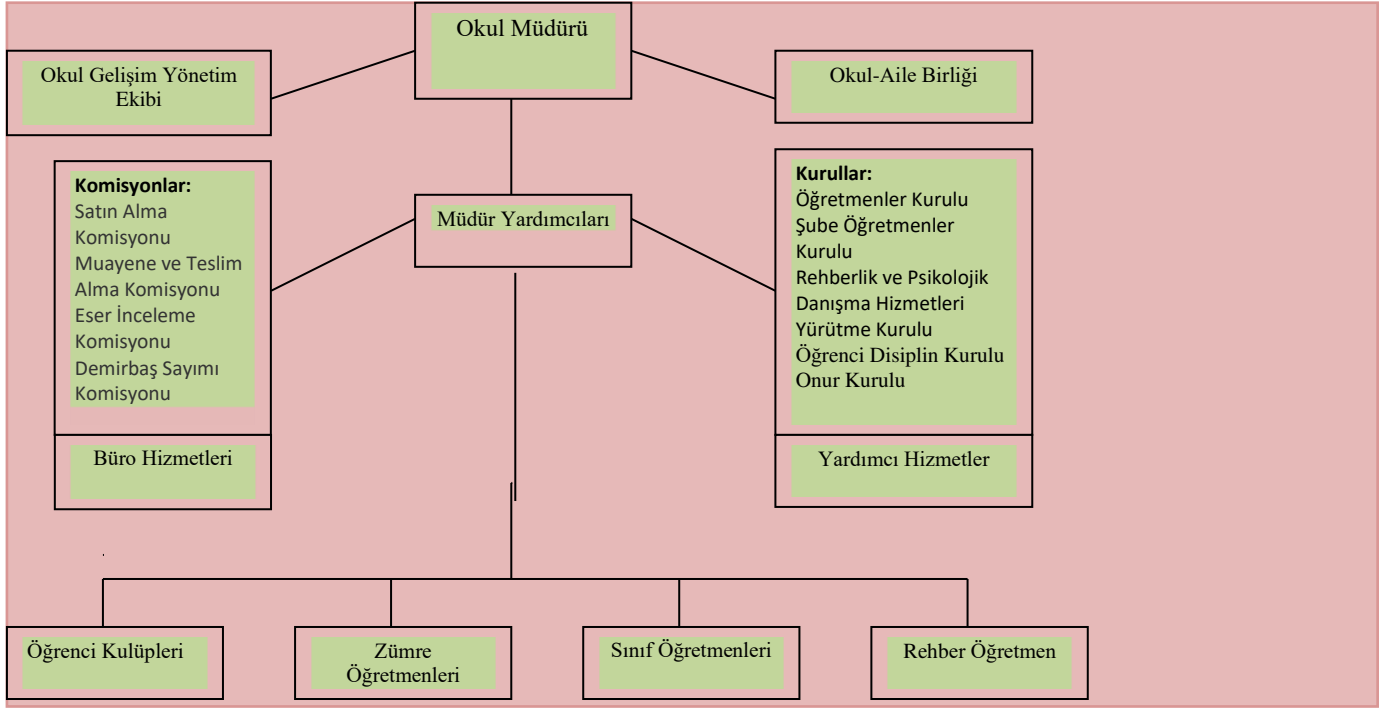 Okul Müdürü
Okul Gelişim Yönetim
Ekibi
Okul-Aile Birliği
Komisyonlar:
Satın Alma
Komisyonu
Muayene ve Teslim
Alma Komisyonu
Eser İnceleme
Komisyonu
Demirbaş Sayımı
Komisyonu
Müdür Yardımcıları
Kurullar:
Öğretmenler Kurulu
Şube Öğretmenler
Kurulu
Rehberlik ve Psikolojik
Danışma Hizmetleri
Yürütme Kurulu
Öğrenci Disiplin Kurulu
Onur Kurulu
Büro Hizmetleri
Yardımcı Hizmetler
Öğrenci Kulüpleri
Zümre
Öğretmenleri
Sınıf Öğretmenleri
Rehber Öğretmen